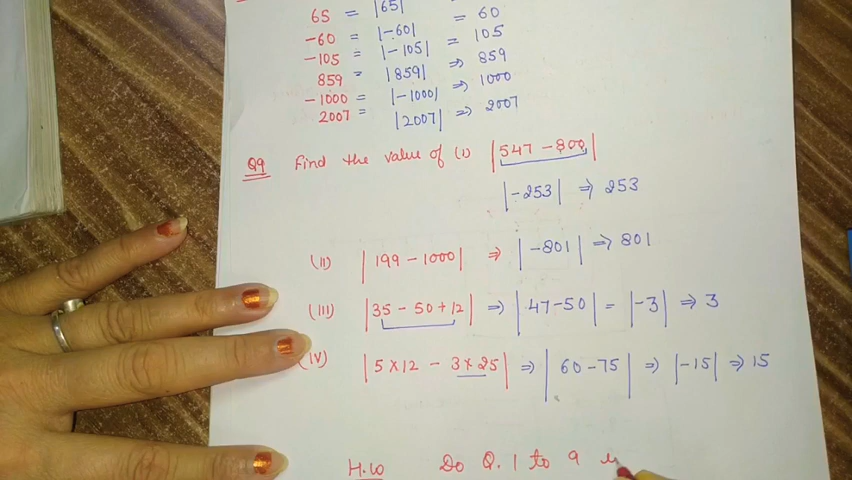 65 = |65|
-60 = |-60| = 60
-105 = |-105| = 105
859 = |859| ⇒ 859
-1000 = |-1000| ⇒ 1000
2007 = |2007| ⇒ 2007
Q9 Find the value of (i) |547 - 800|
|-253| ⇒ 253
(ii) |199 - 1000| ⇒ |-801| ⇒ 801
(iii) |35 - 50 + 12| ⇒ |47-50| = |-3| ⇒ 3
(iv) |5 × 12 - 3 × 25| ⇒ |60-75| ⇒ |-15| ⇒ 15
H.W Do Q. 1 to 9